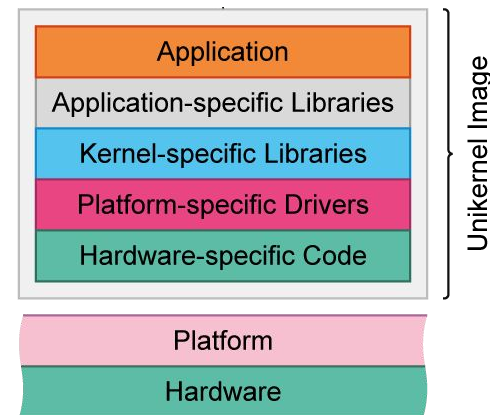 Application
Application-specific Libraries
Kernel-specific Libraries
Platform-specific Drivers
Hardware-specific Code
Unikernel Image
Platform
Hardware